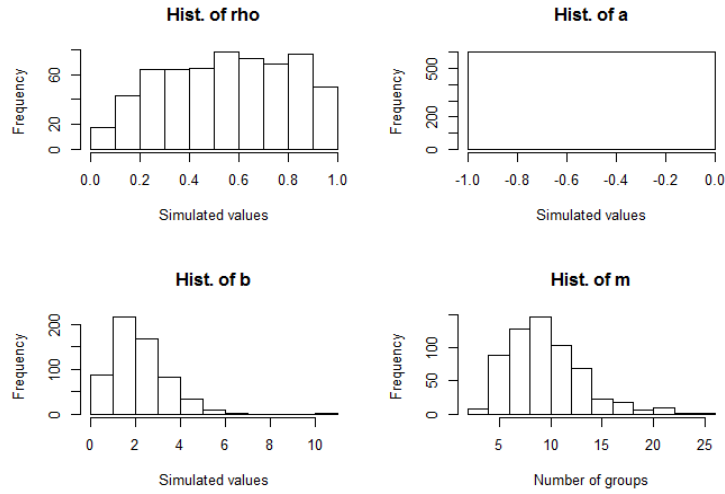 Hist. of rho
Frequency
20
60
0.0 0.2 0.4 0.6 0.8 1.0
Simulated values
Hist. of a
Frequency
0
200
500
-1.0 -0.8 -0.6 -0.4 -0.2 0.0
Simulated values
Hist. of b
Frequency
0
100
200
0 2 4 6 8 10
Simulated values
Hist. of m
Frequency
0
50
100
5 10 15 20 25
Number of groups